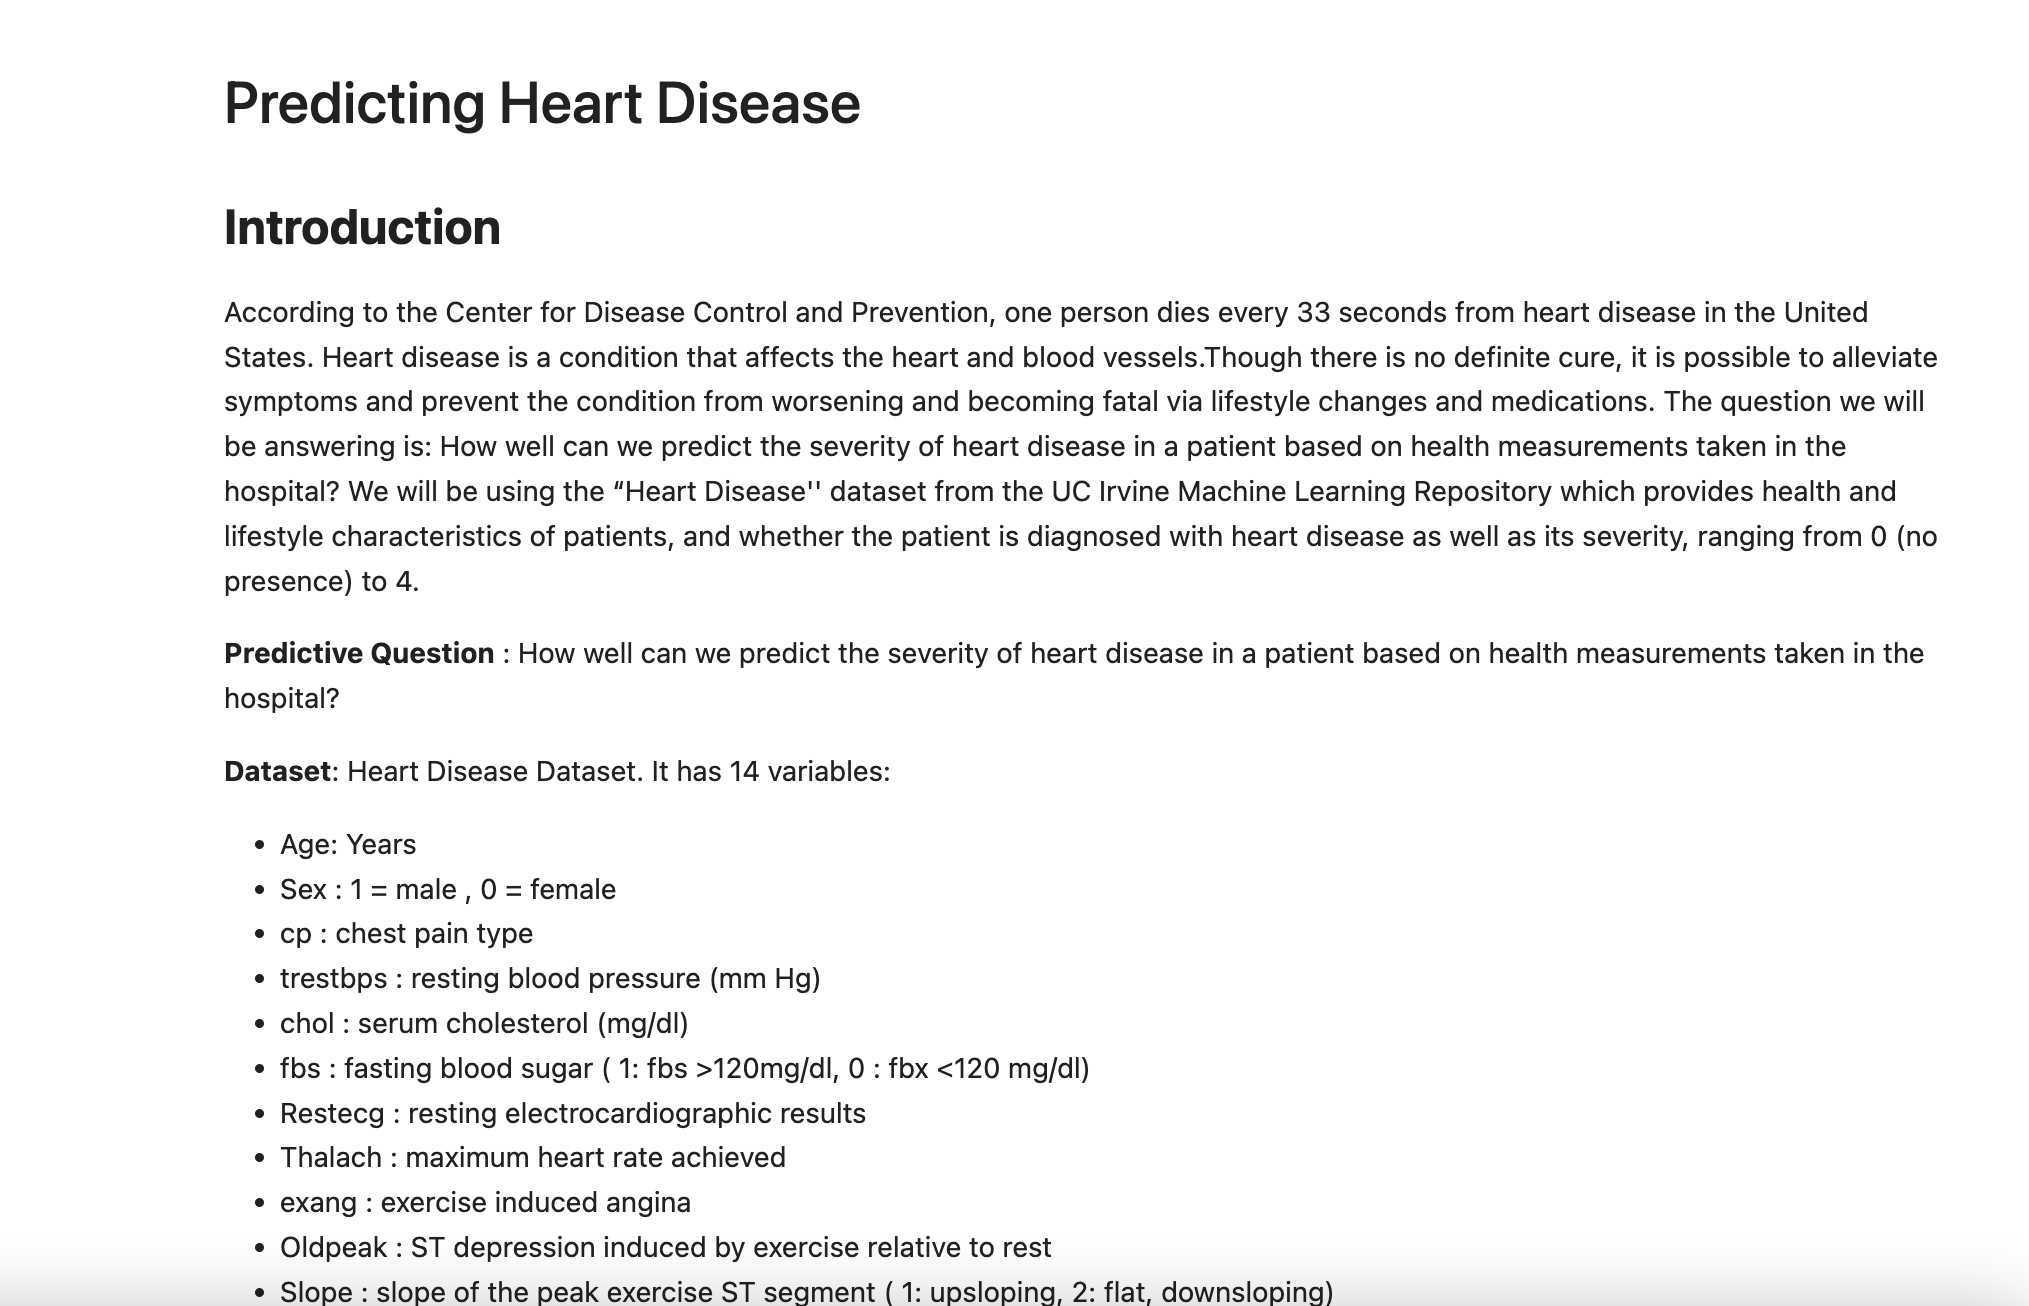 Predicting Heart Disease
Introduction
According to the Center for Disease Control and Prevention, one person dies every 33 seconds from heart disease in the United
States. Heart disease is a condition that affects the heart and blood vessels.Though there is no definite cure, it is possible to alleviate
symptoms and prevent the condition from worsening and becoming fatal via lifestyle changes and medications. The question we will
be answering is: How well can we predict the severity of heart disease in a patient based on health measurements taken in the
hospital? We will be using the “Heart Disease'' dataset from the UC Irvine Machine Learning Repository which provides health and
lifestyle characteristics of patients, and whether the patient is diagnosed with heart disease as well as its severity, ranging from 0 (no
presence) to 4.
Predictive Question : How well can we predict the severity of heart disease in a patient based on health measurements taken in the
hospital?
Dataset: Heart Disease Dataset. It has 14 variables:
• Age: Years
• Sex : 1 = male , 0 = female
• cp : chest pain type
• trestbps : resting blood pressure (mm Hg)
• chol : serum cholesterol (mg/dl)
• fbs : fasting blood sugar ( 1: fbs >120mg/dl, 0 : fbx <120 mg/dl)
• Restecg : resting electrocardiographic results
• Thalach : maximum heart rate achieved
• exang : exercise induced angina
• Oldpeak : ST depression induced by exercise relative to rest
• Slope : slope of the peak exercise ST segment ( 1: upsloping, 2: flat, downsloping)